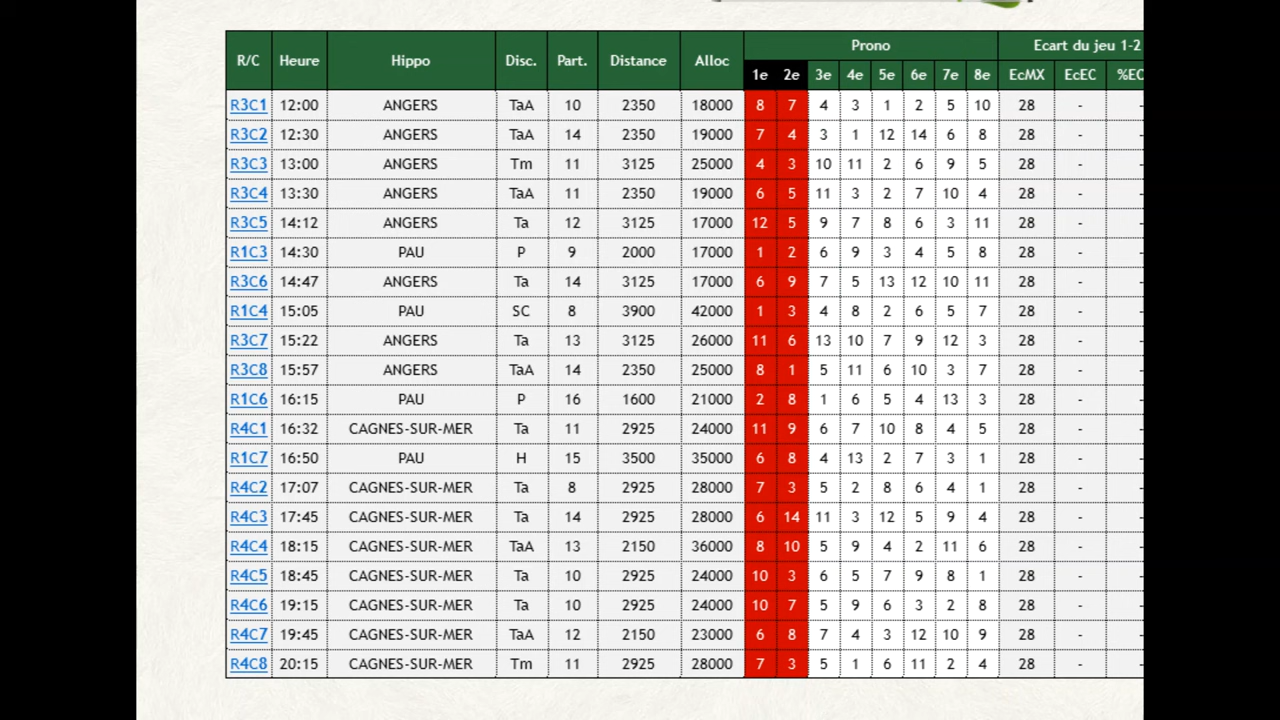 R/C Heure Hippo Disc. Part. Distance Alloc Prono Ecart du jeu 1-2
1e 2e 3e 4e 5e 6e 7e 8e EcMX EcEC %EC
R3C1 12:00 ANGERS TaA 10 2350 18000 8 7 4 3 1 2 5 10 28 - -
R3C2 12:30 ANGERS TaA 14 2350 19000 7 4 3 1 12 14 6 8 28 - -
R3C3 13:00 ANGERS Tm 11 3125 25000 4 3 10 11 2 6 9 5 28 - -
R3C4 13:30 ANGERS TaA 11 2350 19000 6 5 11 3 2 7 10 4 28 - -
R3C5 14:12 ANGERS Ta 12 3125 17000 12 5 9 7 8 6 3 11 28 - -
R1C3 14:30 PAU P 9 2000 17000 1 2 6 9 3 4 5 8 28 - -
R3C6 14:47 ANGERS Ta 14 3125 17000 6 9 7 5 13 12 10 11 28 - -
R1C4 15:05 PAU SC 8 3900 42000 1 3 4 8 2 6 5 7 28 - -
R3C7 15:22 ANGERS Ta 13 3125 26000 11 6 13 10 7 9 12 3 28 - -
R3C8 15:57 ANGERS TaA 14 2350 25000 8 1 5 11 6 10 3 7 28 - -
R1C6 16:15 PAU P 16 1600 21000 2 8 1 6 5 4 13 3 28 - -
R4C1 16:32 CAGNES-SUR-MER Ta 11 2925 24000 11 9 6 7 10 8 4 5 28 - -
R1C7 16:50 PAU H 15 3500 35000 6 8 4 13 2 7 3 1 28 - -
R4C2 17:07 CAGNES-SUR-MER Ta 8 2925 28000 7 3 5 2 8 6 4 1 28 - -
R4C3 17:45 CAGNES-SUR-MER Ta 14 2925 28000 6 14 11 3 12 5 9 4 28 - -
R4C4 18:15 CAGNES-SUR-MER TaA 13 2150 36000 8 10 5 9 4 2 11 6 28 - -
R4C5 18:45 CAGNES-SUR-MER Ta 10 2925 24000 10 3 6 5 7 9 8 1 28 - -
R4C6 19:15 CAGNES-SUR-MER Ta 10 2925 24000 10 7 5 9 6 3 2 8 28 - -
R4C7 19:45 CAGNES-SUR-MER TaA 12 2150 23000 6 8 7 4 3 12 10 9 28 - -
R4C8 20:15 CAGNES-SUR-MER Tm 11 2925 28000 7 3 5 1 6 11 2 4 28 - -